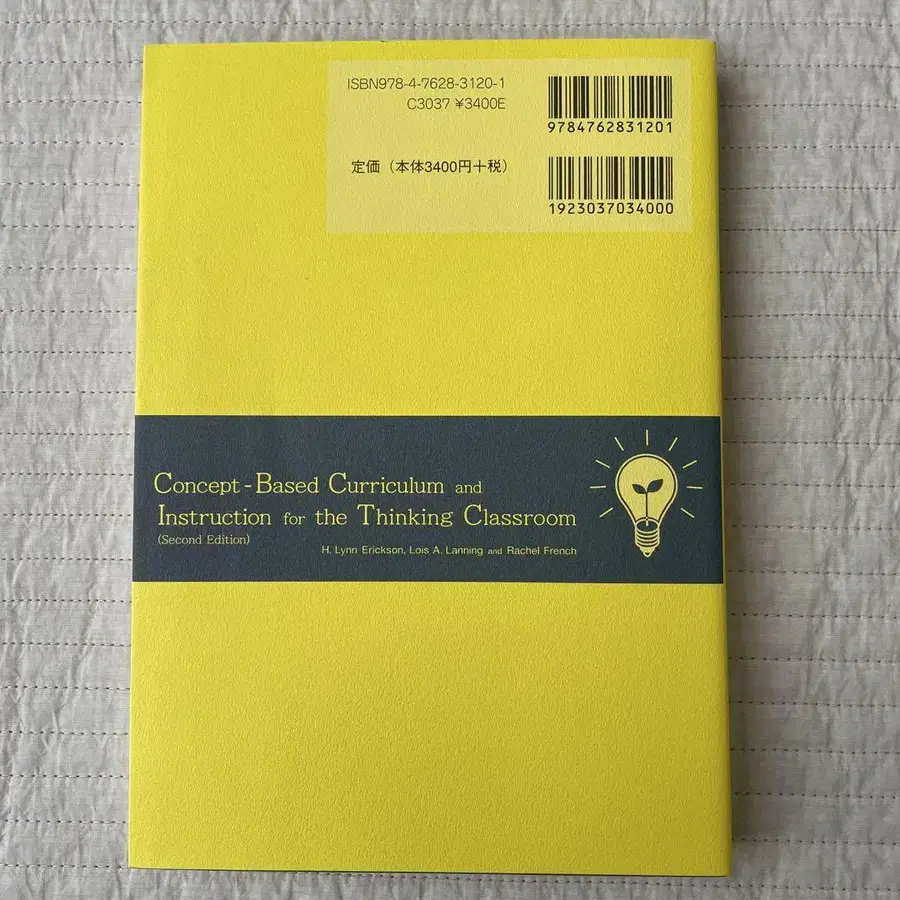 ISBN978-4-7628-3120-1
C3037 ¥3400E
9784762831201
定価（本体3400円＋税）
1923037034000
Concept-Based Curriculum and
Instruction for the Thinking Classroom
(Second Edition)
H. Lynn Erickson, Lois A. Lanning and Rachel French